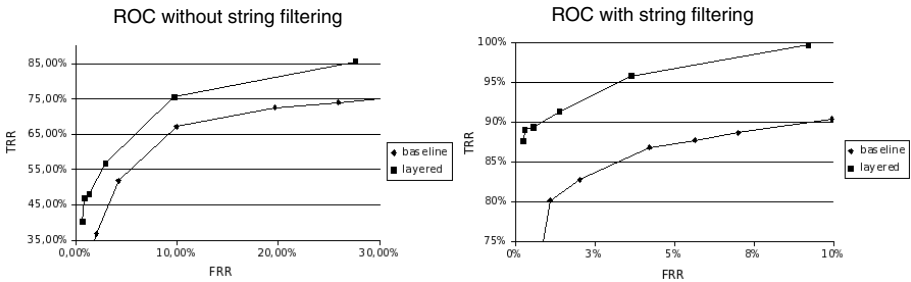 ROC without string filtering
85,00%
75,00%
65,00%
55,00%
45,00%
35,00%
TRR
0,00%
10,00%
20,00%
30,00%
FRR
baseline
layered
ROC with string filtering
100%
95%
90%
85%
80%
75%
TRR
0%
3%
5%
8%
10%
FRR
baseline
layered